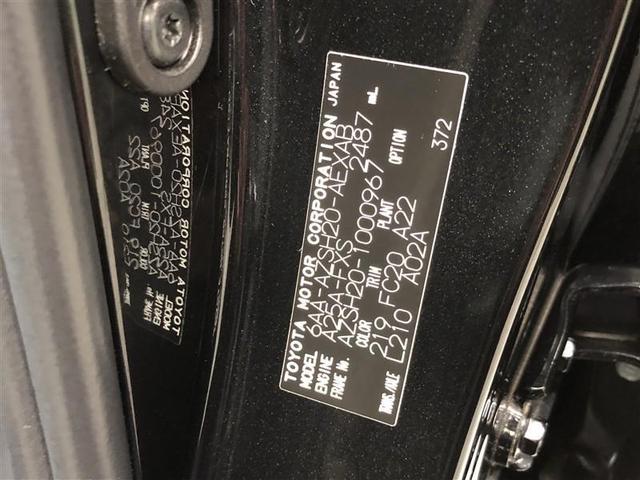 TOYOTA MOTOR CORPORATION JAPAN
MODEL 6AA-AZSH20-AEXAB
ENGINE A25A-FXS 2487 mL
FRAME No. AZSH20-1000967
COLOR TRIM PLANT OPTION
219 FC20 A22
TRANS.AXLE L210 A02A
372